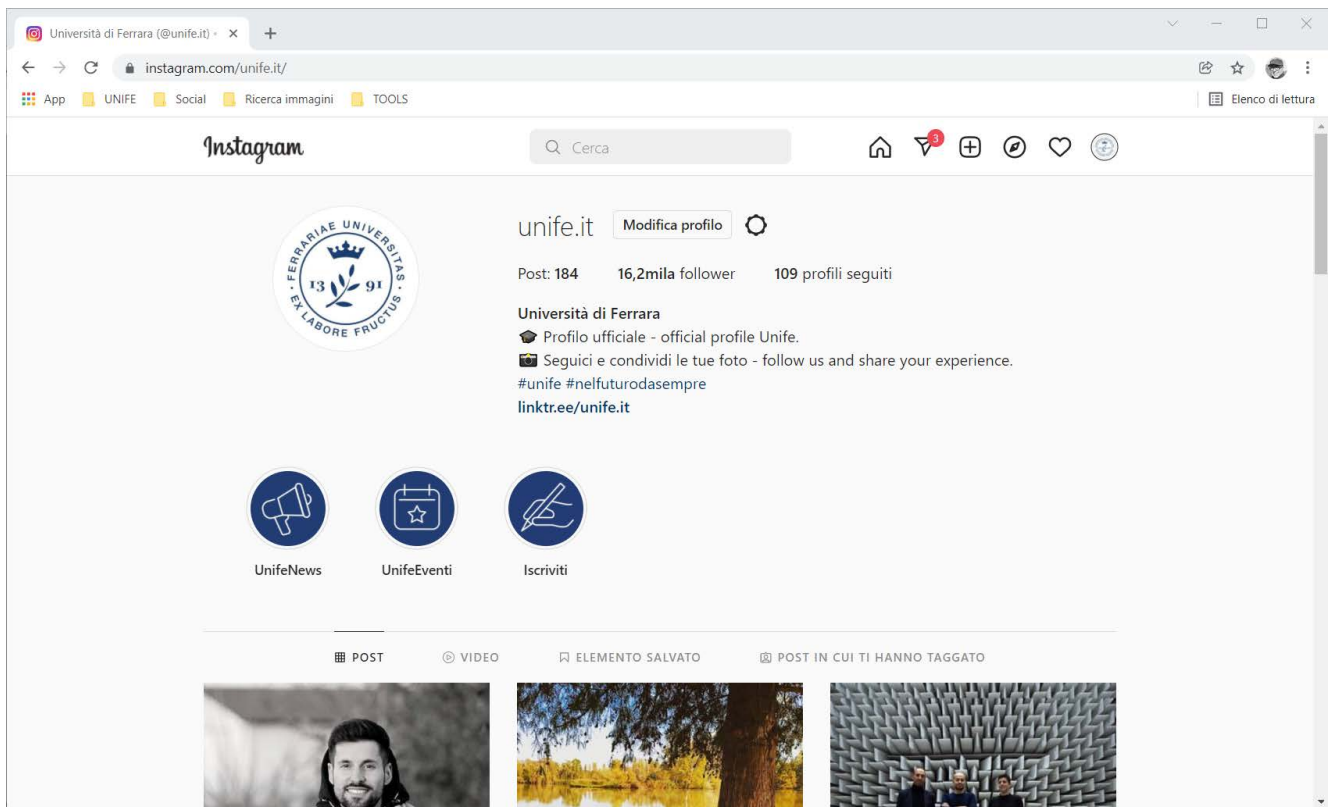 Università di Ferrara (@unife.it) •
instagram.com/unife.it/
App UNIFE Social Ricerca immagini TOOLS Elenco di lettura
Instagram Cerca 3
FERRARIAE UNIVERSITAS · EX LABORE FRUCTUS ·
13 91
unife.it Modifica profilo
Post: 184 16,2mila follower 109 profili seguiti
Università di Ferrara
🎓 Profilo ufficiale - official profile Unife.
📸 Seguici e condividi le tue foto - follow us and share your experience.
#unife #nelfuturodasempre
linktr.ee/unife.it
UnifeNews UnifeEventi Iscriviti
POST VIDEO ELEMENTO SALVATO POST IN CUI TI HANNO TAGGATO